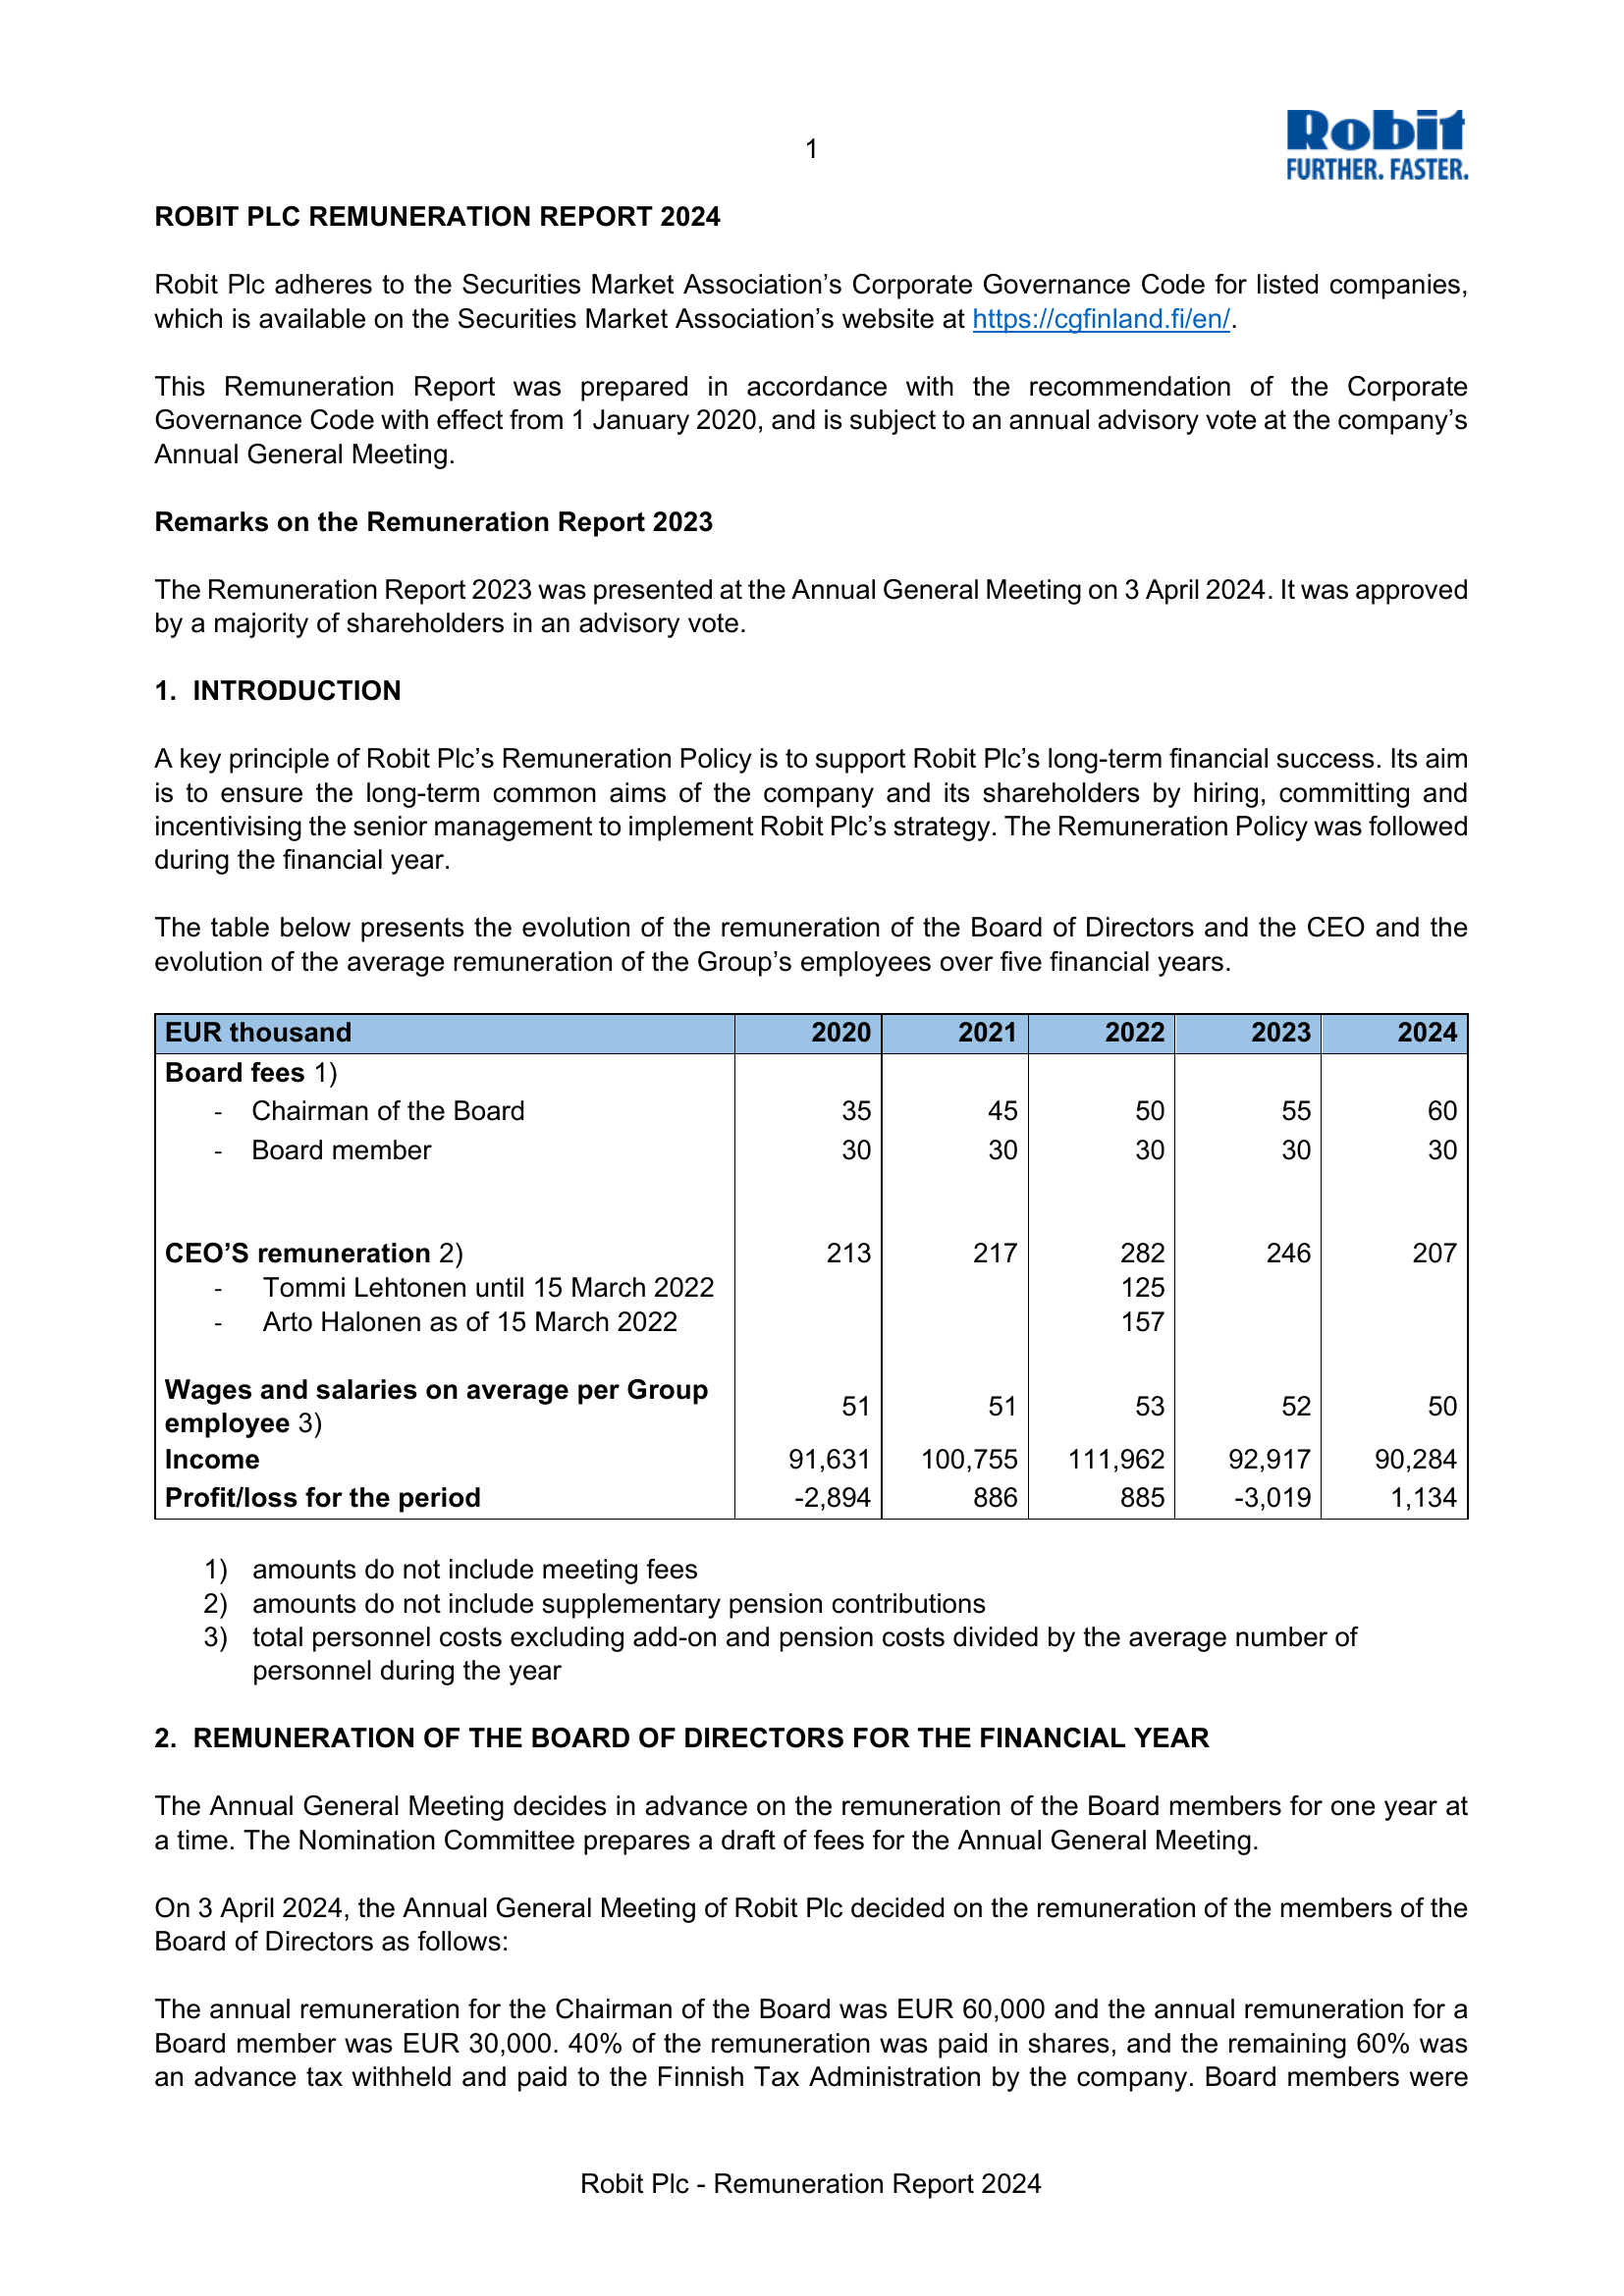 1
Robit
FURTHER. FASTER.
ROBIT PLC REMUNERATION REPORT 2024
Robit Plc adheres to the Securities Market Association’s Corporate Governance Code for listed companies,
which is available on the Securities Market Association’s website at https://cgfinland.fi/en/.
This Remuneration Report was prepared in accordance with the recommendation of the Corporate
Governance Code with effect from 1 January 2020, and is subject to an annual advisory vote at the company’s
Annual General Meeting.
Remarks on the Remuneration Report 2023
The Remuneration Report 2023 was presented at the Annual General Meeting on 3 April 2024. It was approved
by a majority of shareholders in an advisory vote.
1. INTRODUCTION
A key principle of Robit Plc’s Remuneration Policy is to support Robit Plc’s long-term financial success. Its aim
is to ensure the long-term common aims of the company and its shareholders by hiring, committing and
incentivising the senior management to implement Robit Plc’s strategy. The Remuneration Policy was followed
during the financial year.
The table below presents the evolution of the remuneration of the Board of Directors and the CEO and the
evolution of the average remuneration of the Group’s employees over five financial years.
EUR thousand 2020 2021 2022 2023 2024
Board fees 1)
- Chairman of the Board 35 45 50 55 60
- Board member 30 30 30 30 30
CEO’S remuneration 2) 213 217 282 246 207
- Tommi Lehtonen until 15 March 2022 125
- Arto Halonen as of 15 March 2022 157
Wages and salaries on average per Group
employee 3) 51 51 53 52 50
Income 91,631 100,755 111,962 92,917 90,284
Profit/loss for the period -2,894 886 885 -3,019 1,134
1) amounts do not include meeting fees
2) amounts do not include supplementary pension contributions
3) total personnel costs excluding add-on and pension costs divided by the average number of
personnel during the year
2. REMUNERATION OF THE BOARD OF DIRECTORS FOR THE FINANCIAL YEAR
The Annual General Meeting decides in advance on the remuneration of the Board members for one year at
a time. The Nomination Committee prepares a draft of fees for the Annual General Meeting.
On 3 April 2024, the Annual General Meeting of Robit Plc decided on the remuneration of the members of the
Board of Directors as follows:
The annual remuneration for the Chairman of the Board was EUR 60,000 and the annual remuneration for a
Board member was EUR 30,000. 40% of the remuneration was paid in shares, and the remaining 60% was
an advance tax withheld and paid to the Finnish Tax Administration by the company. Board members were
Robit Plc - Remuneration Report 2024